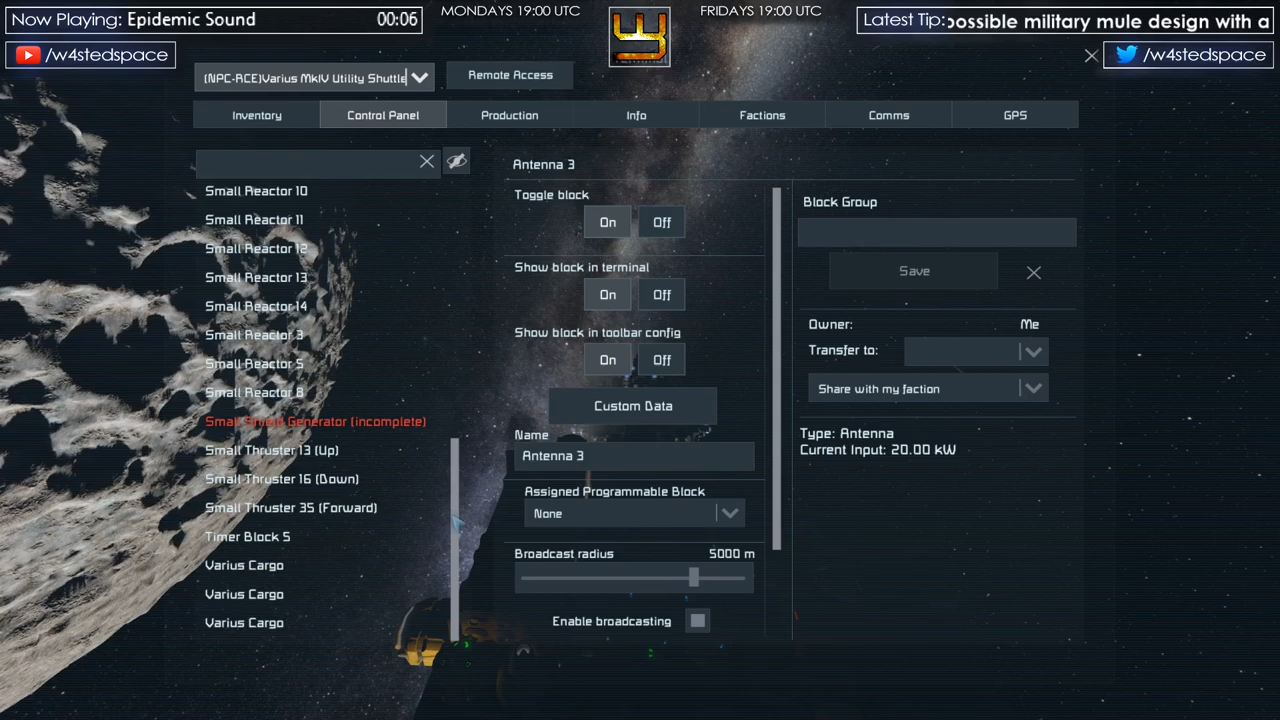 Now Playing: Epidemic Sound 00:06
MONDAYS 19:00 UTC
FRIDAYS 19:00 UTC
Latest Tip: possible military mule design with a
/w4stedspace
/w4stedspace
(NPC-ACE)Varius MkIV Utility Shuttle
Remote Access
Inventory
Control Panel
Production
Info
Factions
Comms
GPS
Small Reactor 10
Small Reactor 11
Small Reactor 12
Small Reactor 13
Small Reactor 14
Small Reactor 3
Small Reactor 5
Small Reactor 8
Small Shield Generator (incomplete)
Small Thruster 13 (Up)
Small Thruster 16 (Down)
Small Thruster 35 (Forward)
Timer Block 5
Varius Cargo
Varius Cargo
Varius Cargo
Antenna 3
Toggle block
On Off
Show block in terminal
On Off
Show block in toolbar config
On Off
Custom Data
Name
Antenna 3
Assigned Programmable Block
None
Broadcast radius 5000 m
Enable broadcasting
Block Group
Save
Owner: Me
Transfer to:
Share with my faction
Type: Antenna
Current Input: 20.00 kW